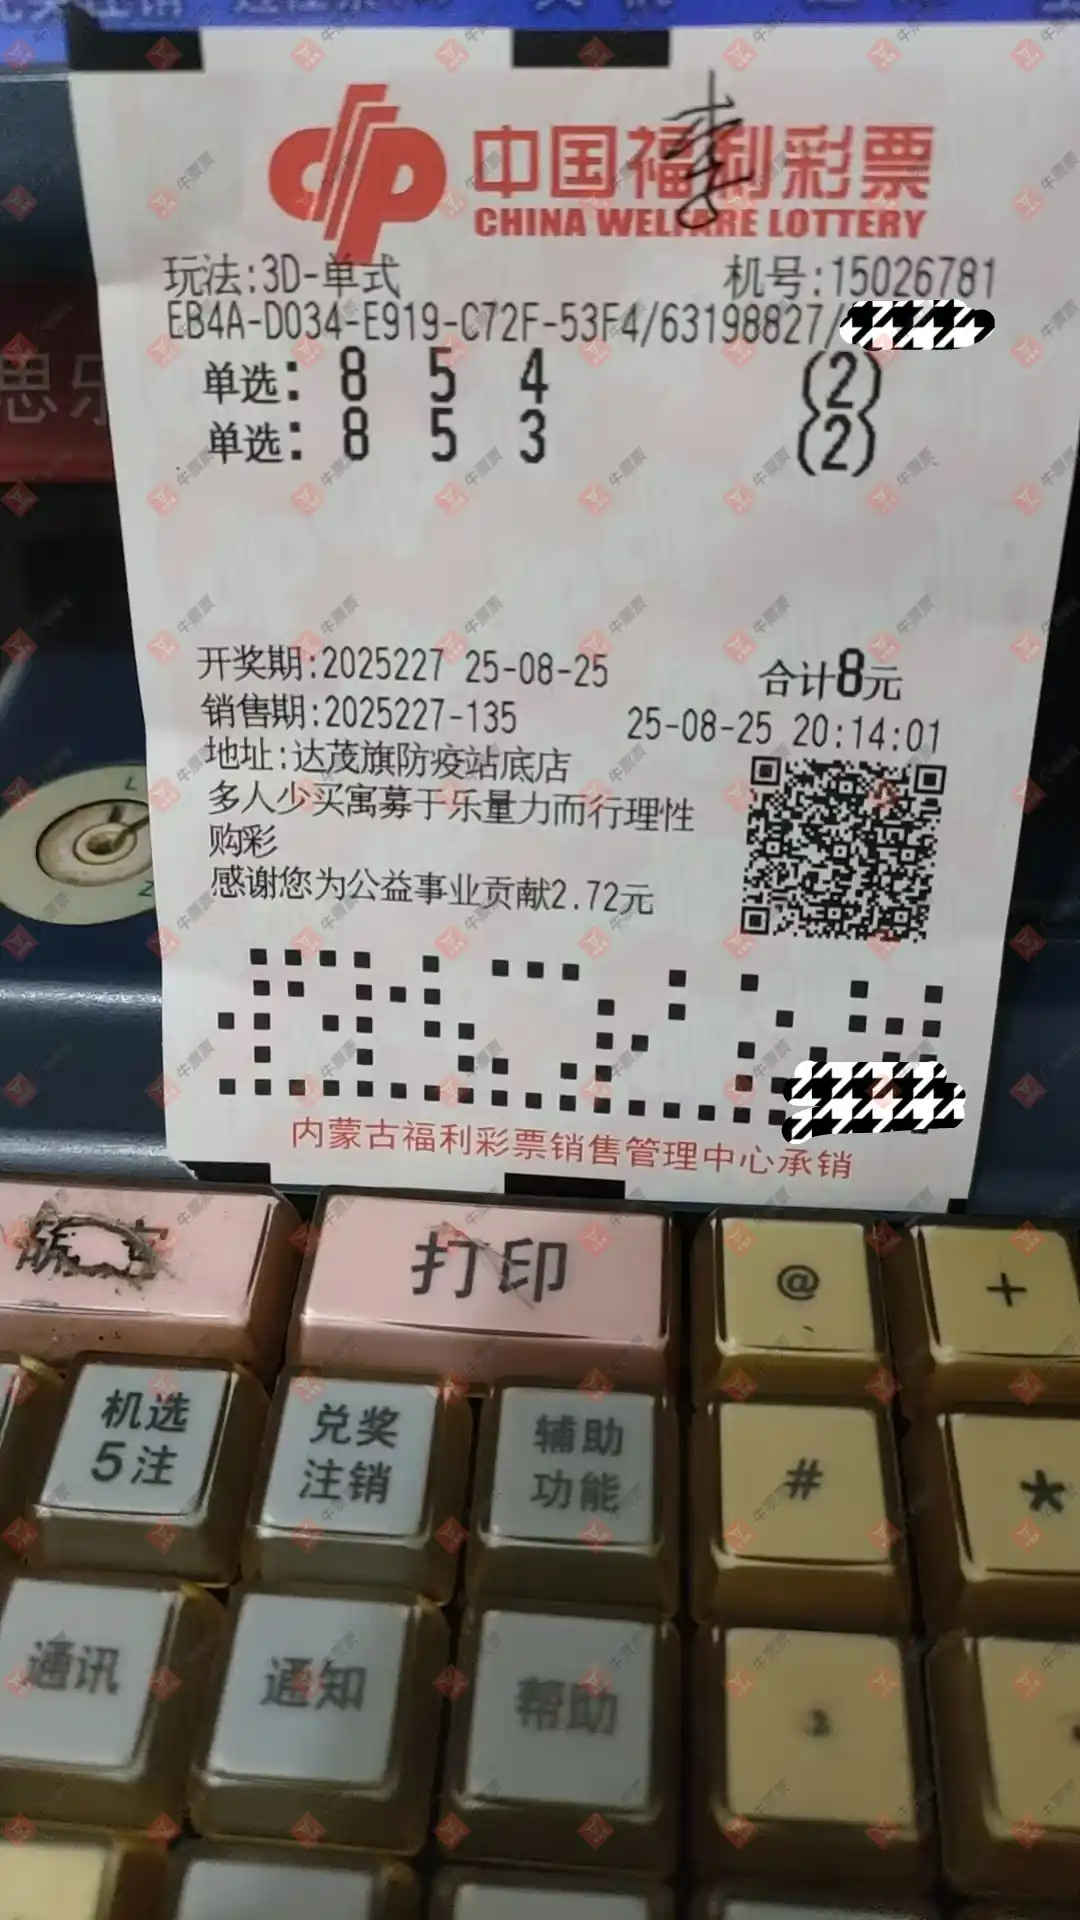 李
中国福利彩票
CHINA WELFARE LOTTERY
玩法:3D-单式 机号:15026781
EB4A-D034-E919-C72F-53F4/63198827/
单选: 8 5 4 (2)
单选: 8 5 3 (2)
开奖期:2025227 25-08-25 合计8元
销售期:2025227-135 25-08-25 20:14:01
地址:达茂旗防疫站底店
多人少买寓募于乐量力而行理性
购彩
感谢您为公益事业贡献2.72元
内蒙古福利彩票销售管理中心承销
打印 @ +
机选 兑奖 辅助
5注 注销 功能 # *
通讯 通知 帮助
牛票票